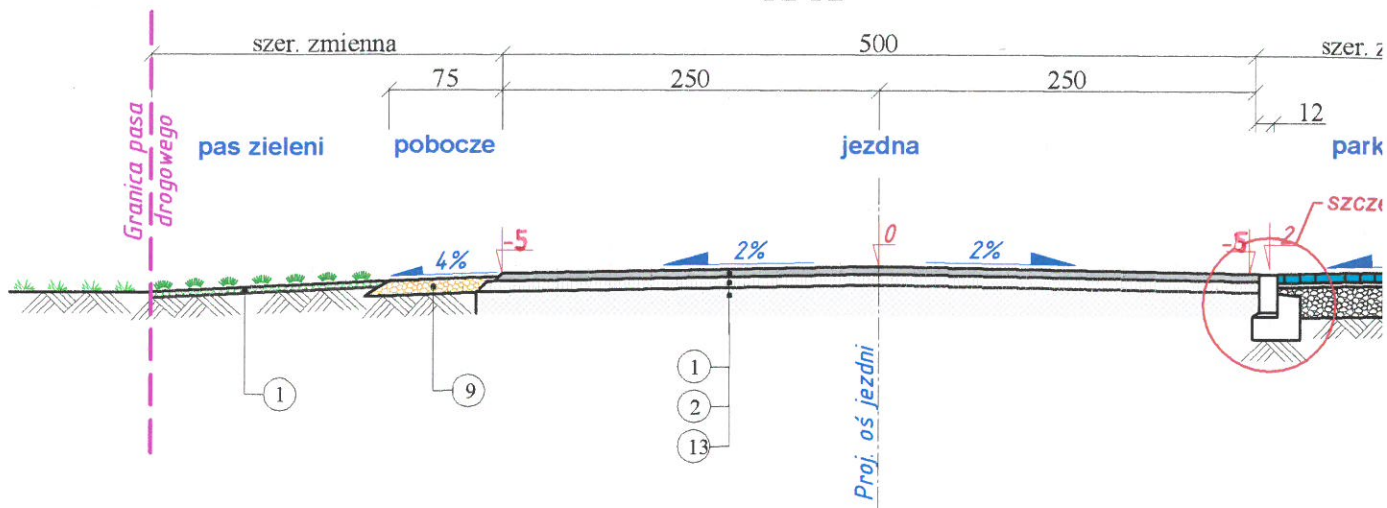 szer. zmienna
500
szer. z
75
250
250
12
pas zieleni
pobocze
jezdna
park
Granica pasa
drogowego
szcze
4%
-5
2%
0
2%
-5
2
1
9
1
2
13
Proj. oś jezdni